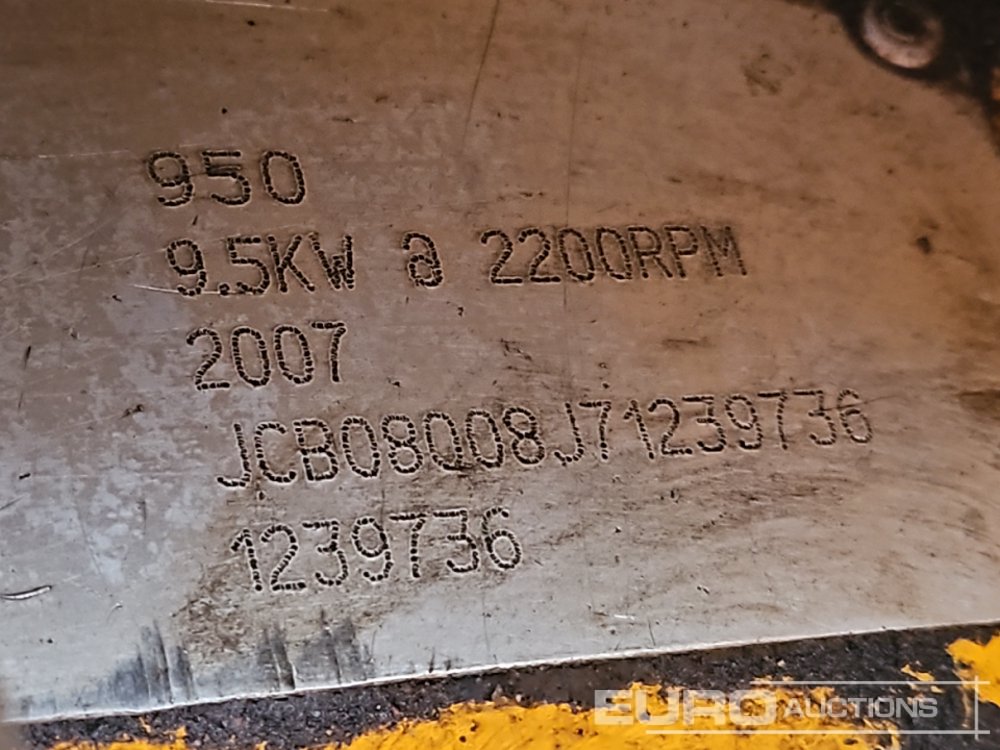 950
9.5KW @ 2200RPM
2007
JCB08008J71239736
1239736
EURO AUCTIONS